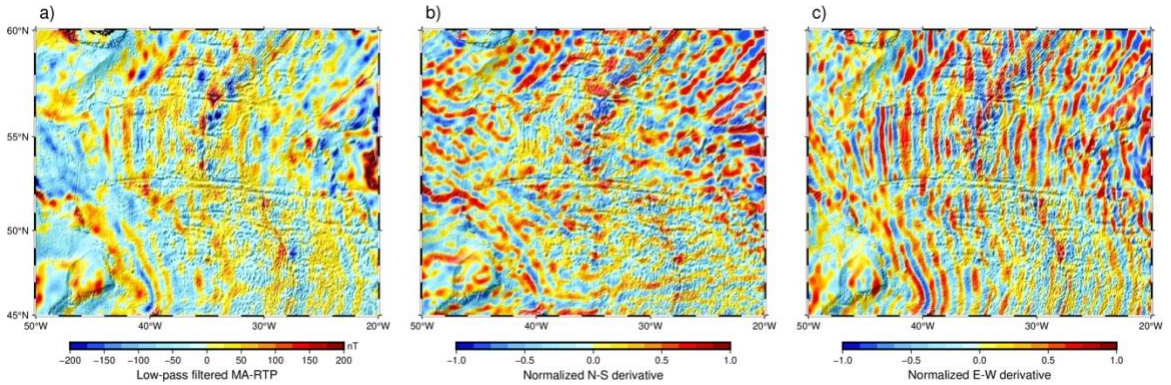 a)
b)
c)
60°N
55°N
50°N
45°N
50°W 40°W 30°W 20°W
50°W 40°W 30°W 20°W
50°W 40°W 30°W 20°W
nT
−200 −150 −100 −50 0 50 100 150 200
Low-pass filtered MA-RTP
−1.0 −0.5 0.0 0.5 1.0
Normalized N-S derivative
−1.0 −0.5 0.0 0.5 1.0
Normalized E-W derivative